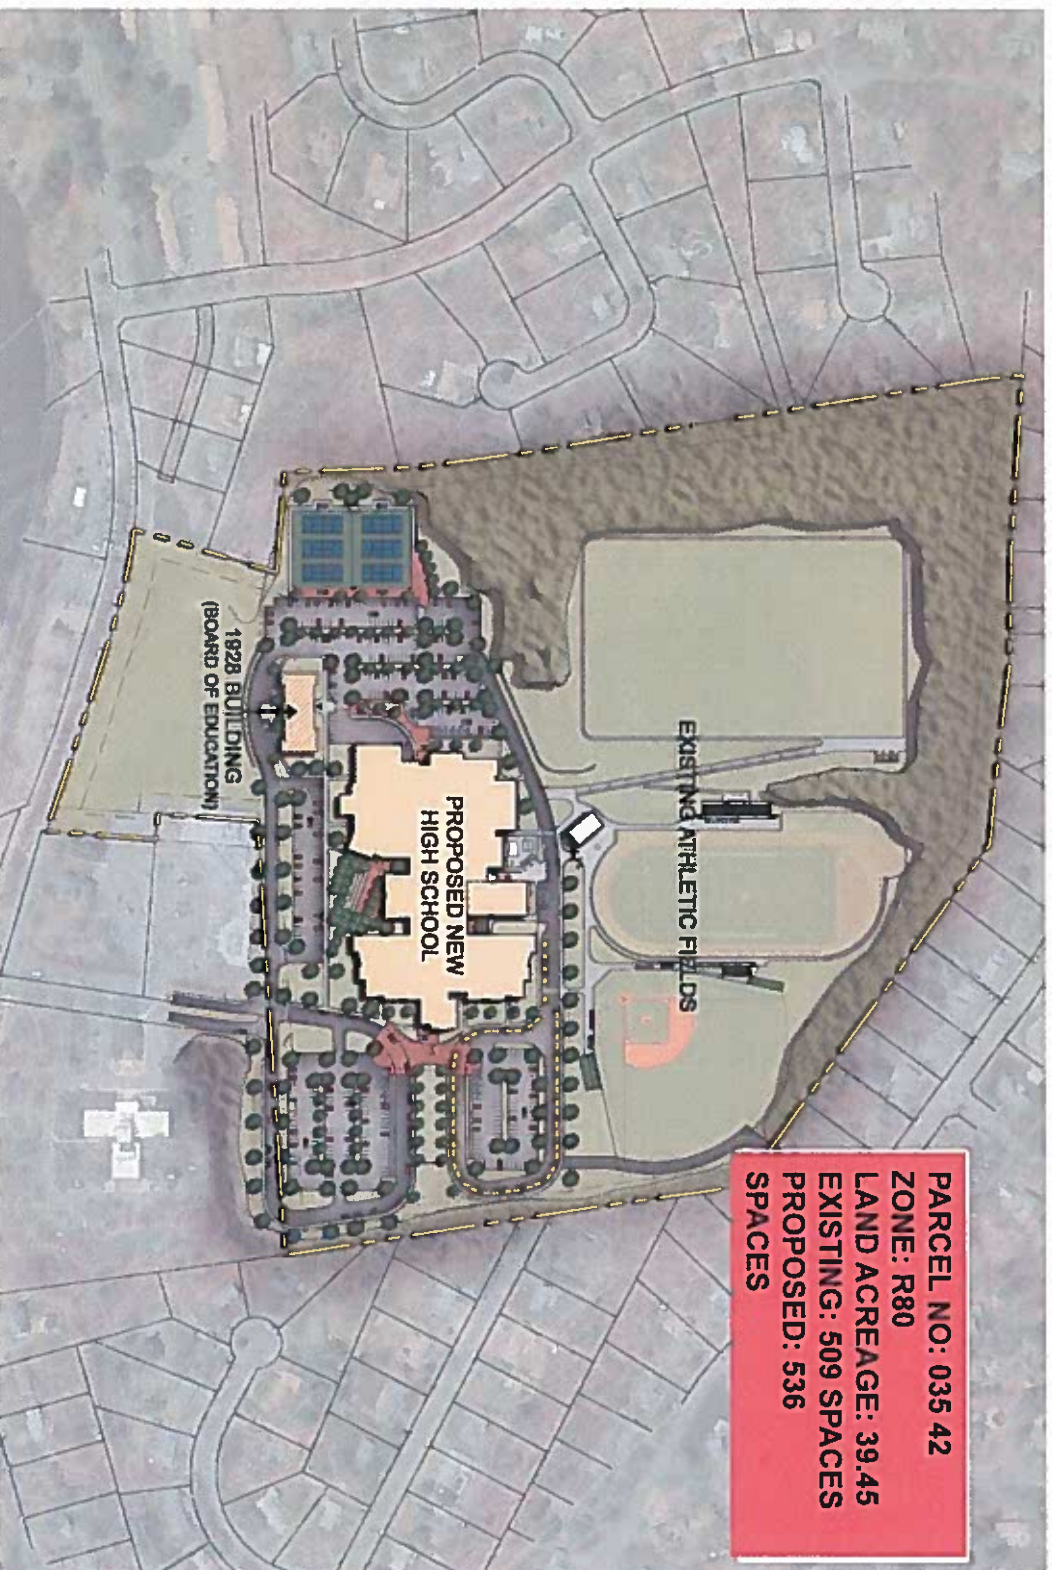 PARCEL NO: 035 42
ZONE: R80
LAND ACREAGE: 39.45
EXISTING: 509 SPACES
PROPOSED: 536
SPACES
EXISTING ATHLETIC FIELDS
PROPOSED NEW
HIGH SCHOOL
1928 BUILDING
(BOARD OF EDUCATION)